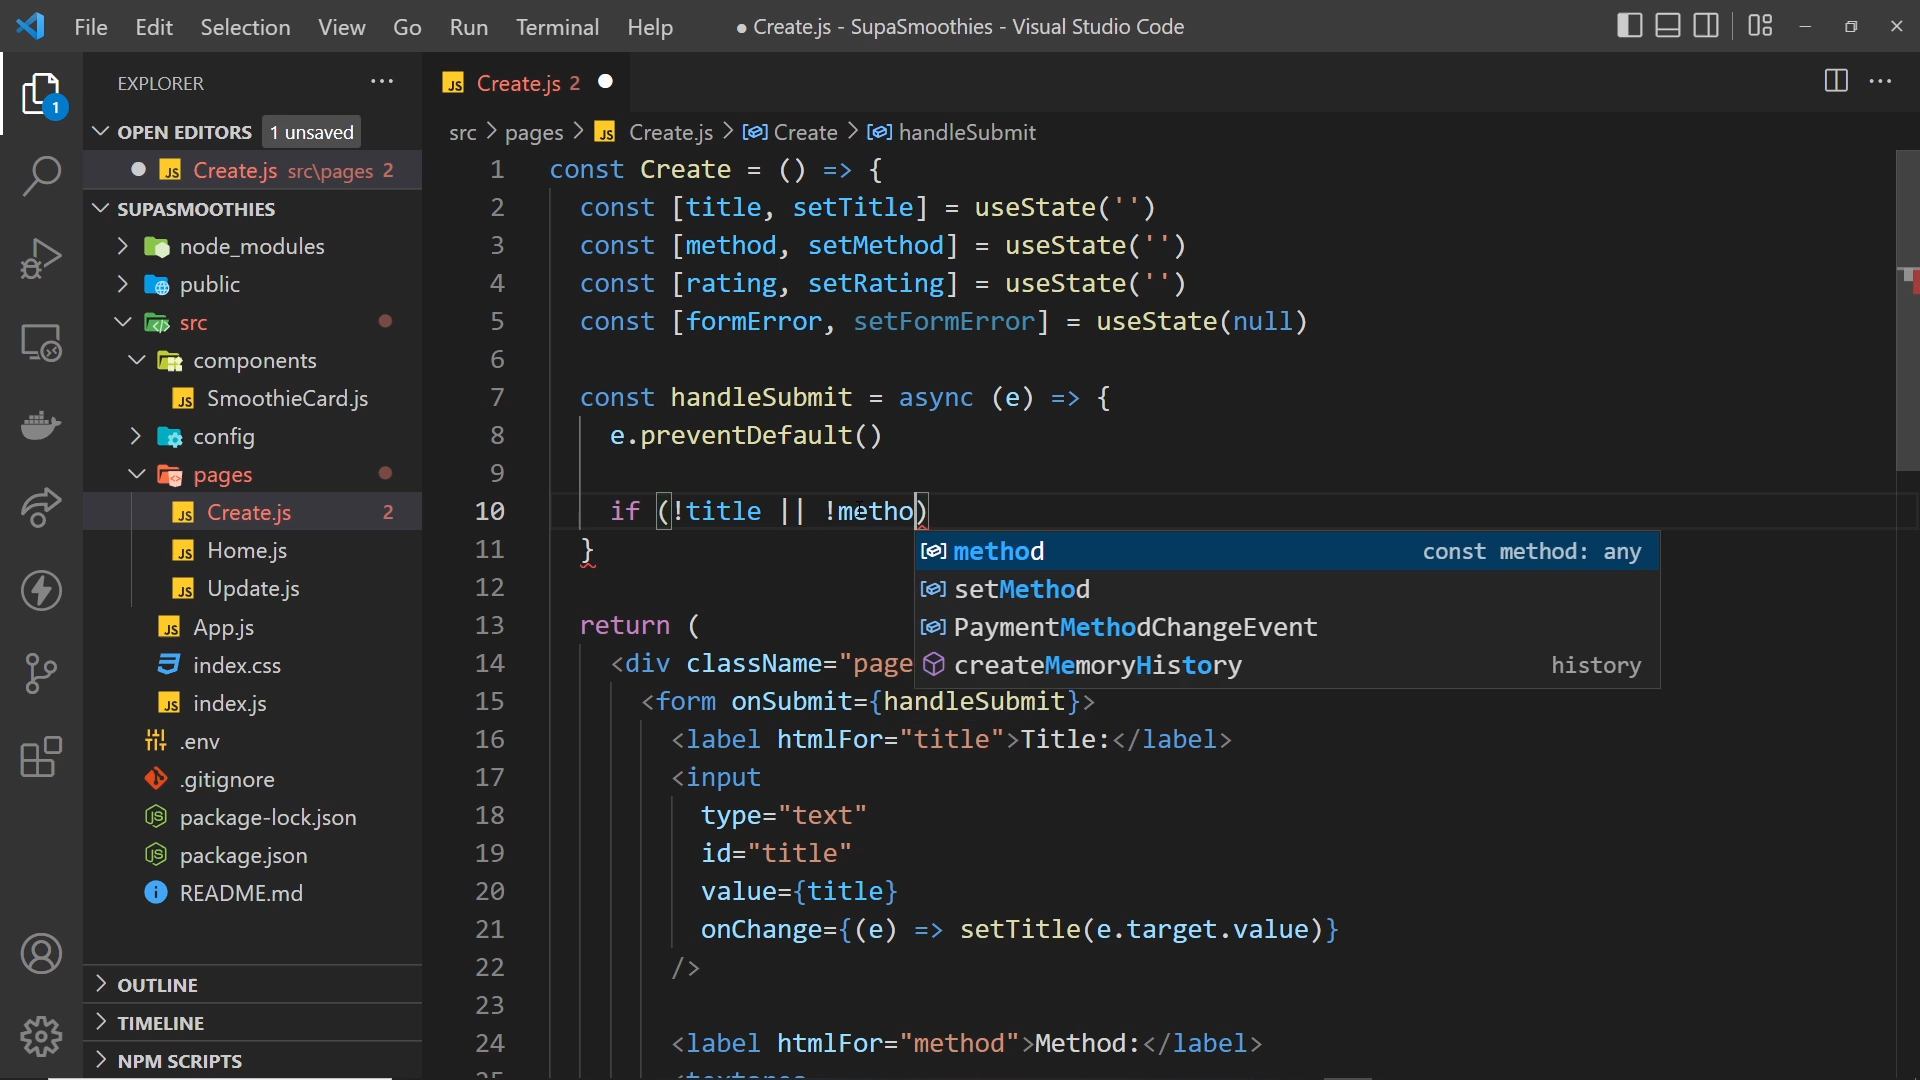 File Edit Selection View Go Run Terminal Help
● Create.js - SupaSmoothies - Visual Studio Code
EXPLORER
1
OPEN EDITORS 1 unsaved
Create.js src\pages 2
SUPASMOOTHIES
node_modules
public
src
components
SmoothieCard.js
config
pages
Create.js 2
Home.js
Update.js
App.js
index.css
index.js
.env
.gitignore
package-lock.json
package.json
README.md
OUTLINE
TIMELINE
NPM SCRIPTS
JS Create.js 2
src > pages > JS Create.js > Create > handleSubmit
1 const Create = () => {
2 const [title, setTitle] = useState('')
3 const [method, setMethod] = useState('')
4 const [rating, setRating] = useState('')
5 const [formError, setFormError] = useState(null)
6
7 const handleSubmit = async (e) => {
8 e.preventDefault()
9
10 if (!title || !metho)
11 }
12
13 return (
14 <div className="page
15 <form onSubmit={handleSubmit}>
16 <label htmlFor="title">Title:</label>
17 <input
18 type="text"
19 id="title"
20 value={title}
21 onChange={(e) => setTitle(e.target.value)}
22 />
23
24 <label htmlFor="method">Method:</label>
method const method: any
setMethod
PaymentMethodChangeEvent
createMemoryHistory history